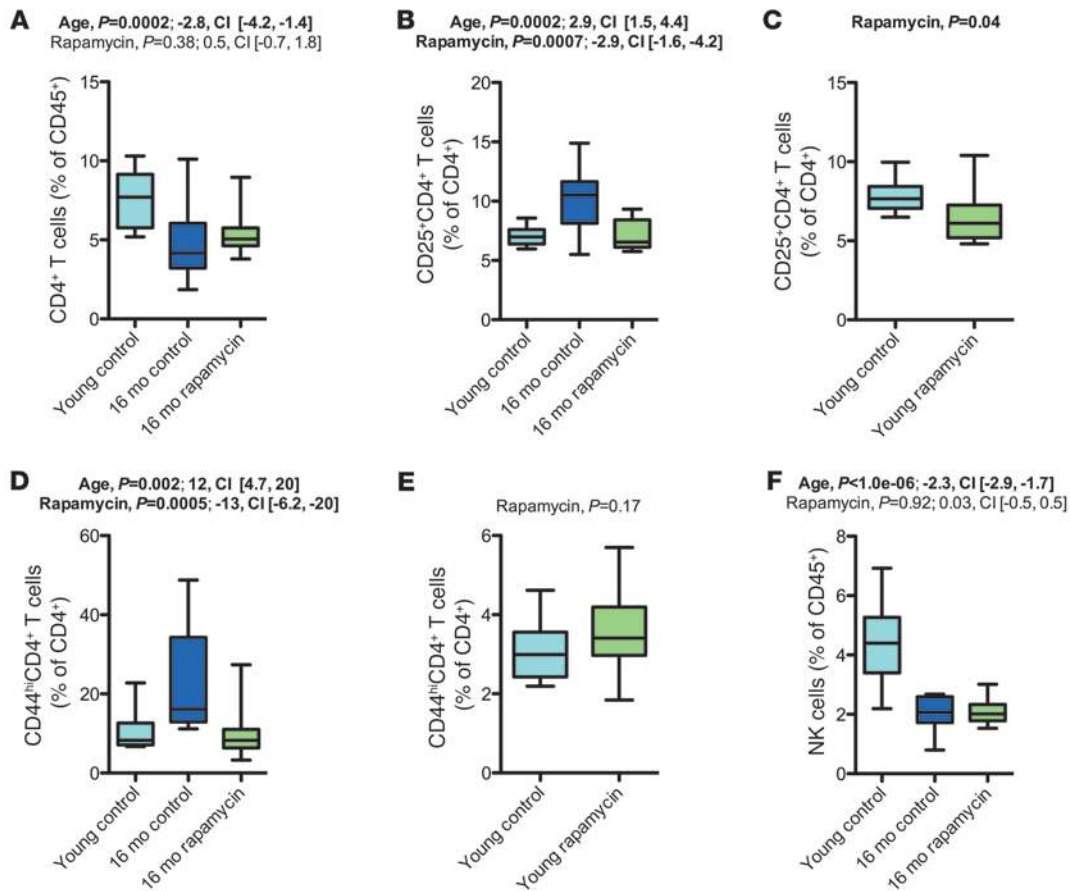 A
Age, P=0.0002; -2.8, CI [-4.2, -1.4]
Rapamycin, P=0.38; 0.5, CI [-0.7, 1.8]
CD4⁺ T cells (% of CD45⁺)
15
10
5
0
Young control
16 mo control
16 mo rapamycin
B
Age, P=0.0002; 2.9, CI [1.5, 4.4]
Rapamycin, P=0.0007; -2.9, CI [-1.6, -4.2]
CD25⁺CD4⁺ T cells
(% of CD4⁺)
20
15
10
5
0
Young control
16 mo control
16 mo rapamycin
C
Rapamycin, P=0.04
CD25⁺CD4⁺ T cells
(% of CD4⁺)
15
10
5
0
Young control
Young rapamycin
D
Age, P=0.002; 12, CI [4.7, 20]
Rapamycin, P=0.0005; -13, CI [-6.2, -20]
CD44ʰⁱCD4⁺ T cells
(% of CD4⁺)
60
40
20
0
Young control
16 mo control
16 mo rapamycin
E
Rapamycin, P=0.17
CD44ʰⁱCD4⁺ T cells
(% of CD4⁺)
6
4
2
0
Young control
Young rapamycin
F
Age, P<1.0e-06; -2.3, CI [-2.9, -1.7]
Rapamycin, P=0.92; 0.03, CI [-0.5, 0.5]
NK cells (% of CD45⁺)
8
6
4
2
0
Young control
16 mo control
16 mo rapamycin